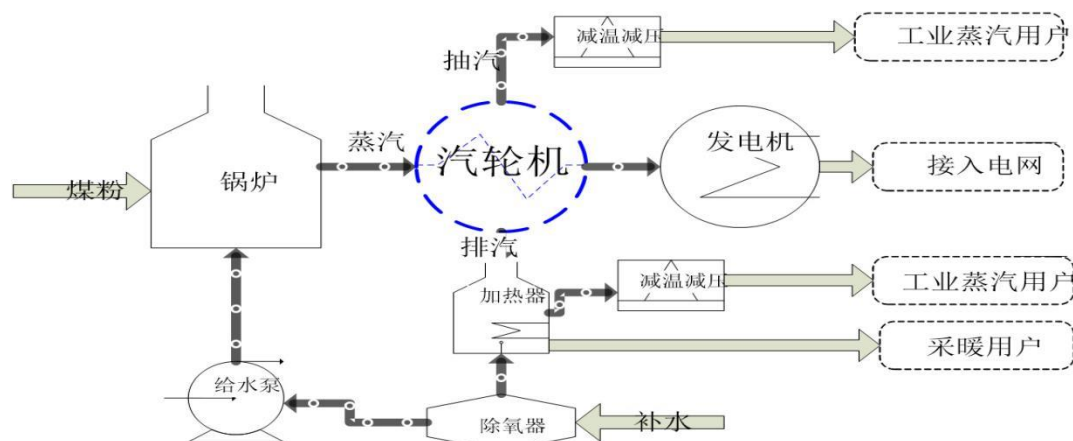 减温减压
工业蒸汽用户
抽汽
蒸汽
汽轮机
发电机
接入电网
锅炉
煤粉
排汽
加热器
减温减压
工业蒸汽用户
采暖用户
给水泵
除氧器
补水